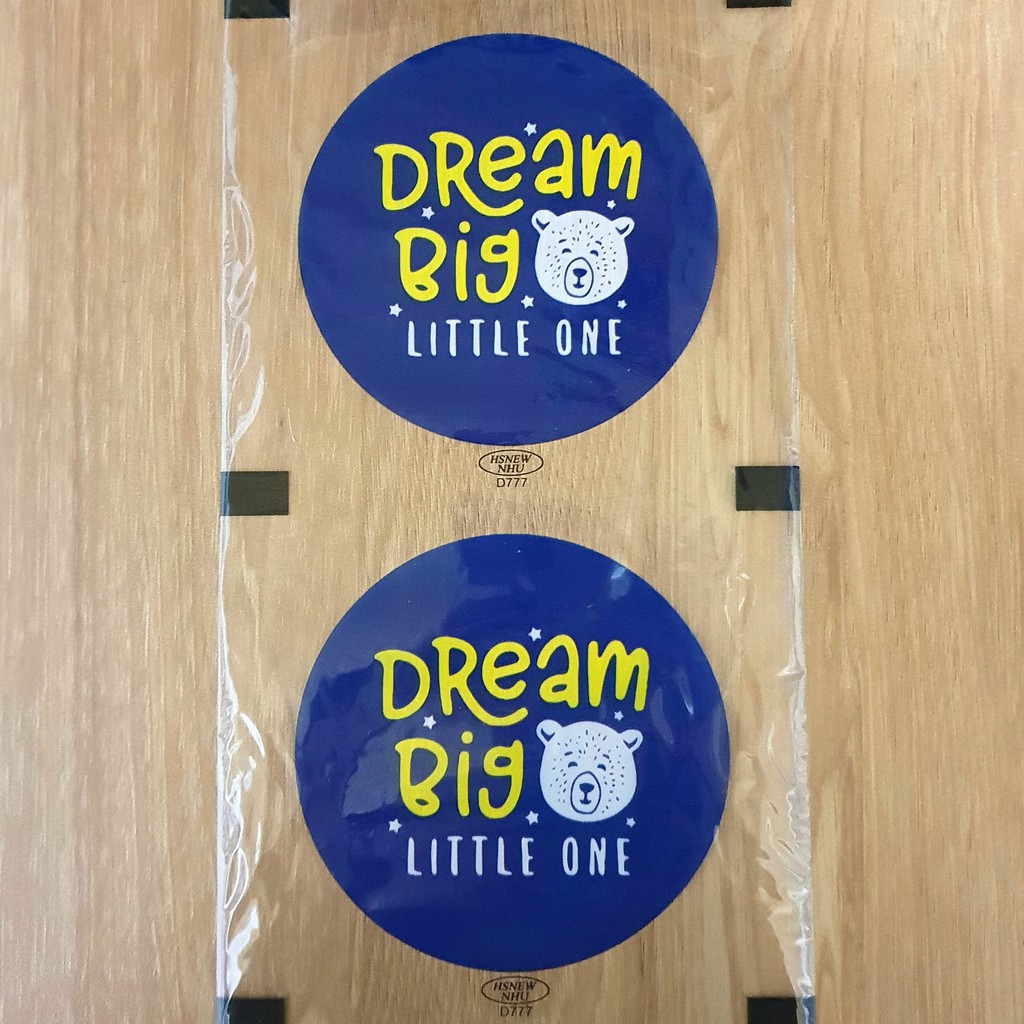 DReam
Big
LITTLE ONE
HSNEW
NHU
D777
DReam
Big
LITTLE ONE
HSNEW
NHU
D777